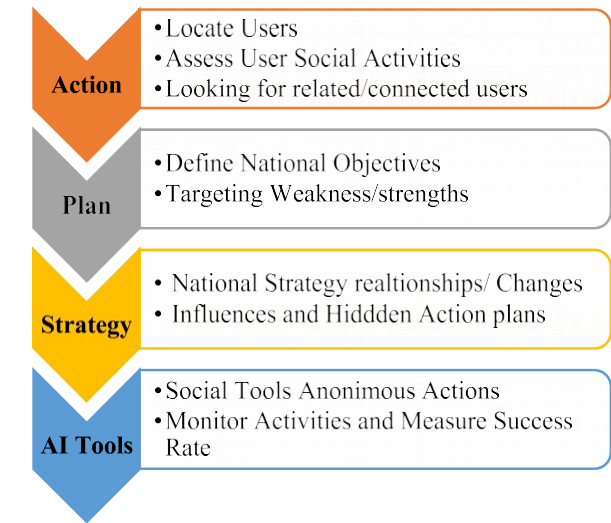 Action
•Locate Users
•Assess User Social Activities
•Looking for related/connected users
Plan
•Define National Objectives
•Targeting Weakness/strengths
Strategy
• National Strategy realtionships/ Changes
• Influences and Hiddden Action plans
AI Tools
•Social Tools Anonimous Actions
•Monitor Activities and Measure Success
Rate